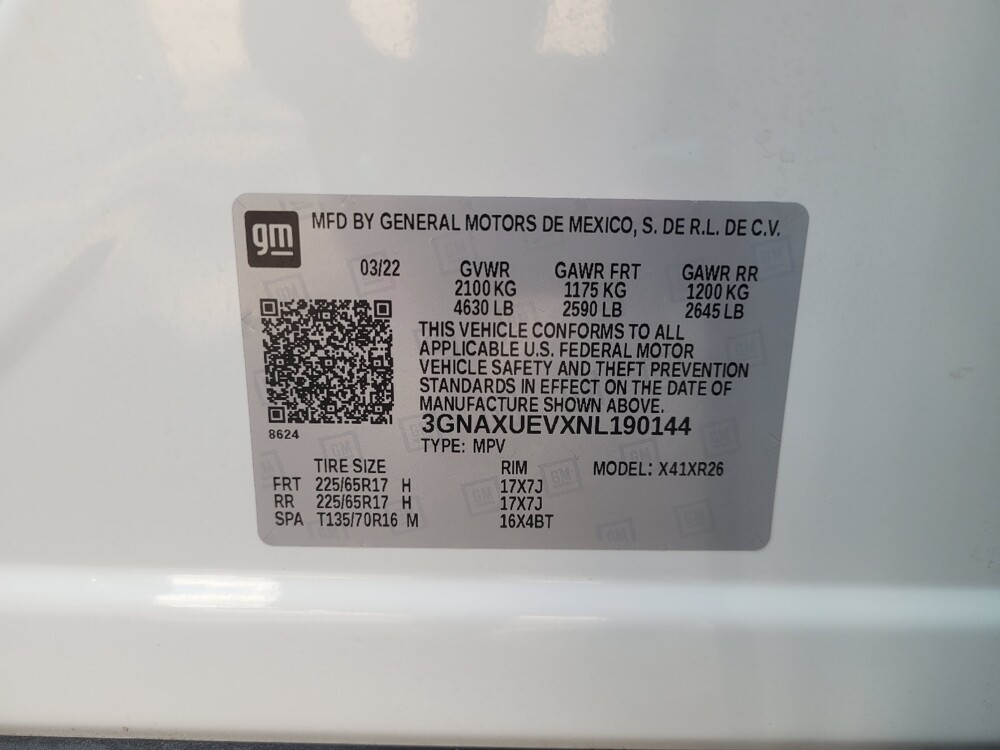 gm MFD BY GENERAL MOTORS DE MEXICO, S. DE R.L. DE C.V.
03/22 GVWR GAWR FRT GAWR RR
2100 KG 1175 KG 1200 KG
4630 LB 2590 LB 2645 LB
THIS VEHICLE CONFORMS TO ALL
APPLICABLE U.S. FEDERAL MOTOR
VEHICLE SAFETY AND THEFT PREVENTION
STANDARDS IN EFFECT ON THE DATE OF
MANUFACTURE SHOWN ABOVE.
8624 3GNAXUEVXNL190144
TYPE: MPV
TIRE SIZE RIM MODEL: X41XR26
FRT 225/65R17 H 17X7J
RR 225/65R17 H 17X7J
SPA T135/70R16 M 16X4BT